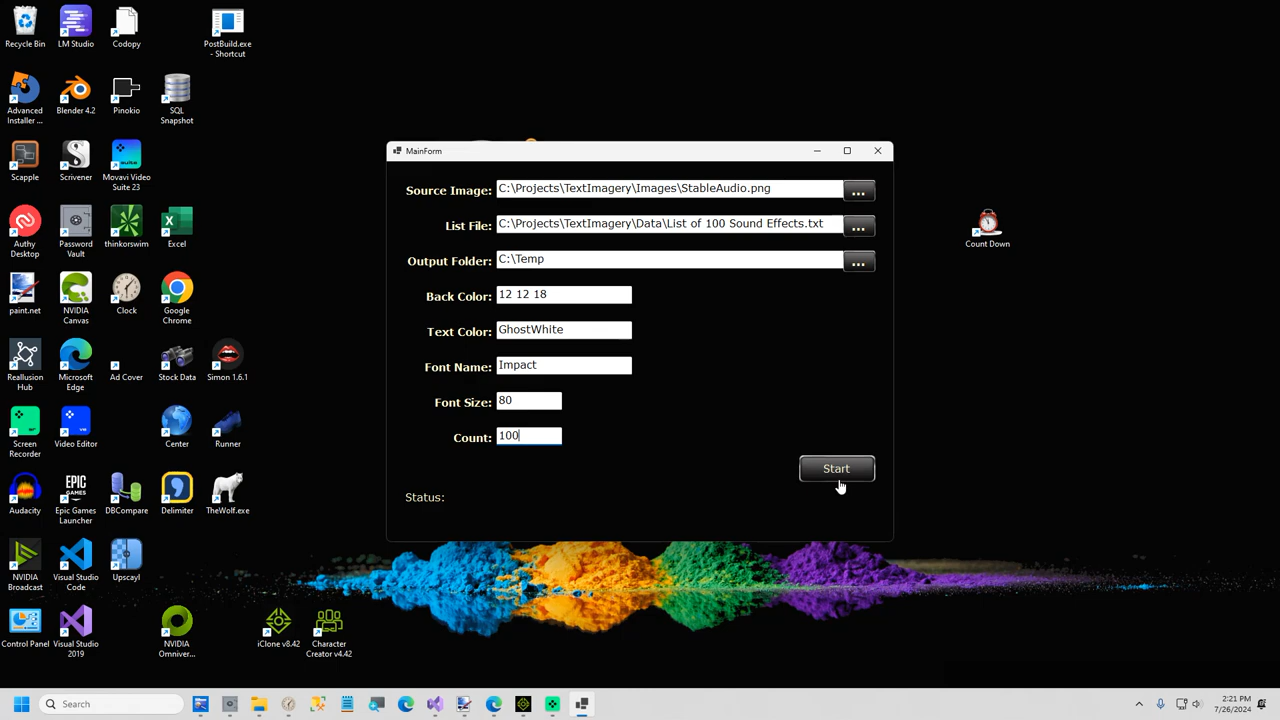 Recycle Bin
LM Studio
Codopy
PostBuild.exe
- Shortcut
Advanced
Installer ...
Blender 4.2
Pinokio
SQL
Snapshot
Scapple
Scrivener
Movavi Video
Suite 23
Authy
Desktop
Password
Vault
thinkorswim
Excel
paint.net
NVIDIA
Canvas
Clock
Google
Chrome
Reallusion
Hub
Microsoft
Edge
Ad Cover
Stock Data
Simon 1.6.1
Screen
Recorder
Video Editor
Center
Runner
Audacity
EPIC
GAMES
Epic Games
Launcher
DBCompare
Delimiter
TheWolf.exe
NVIDIA
Broadcast
Visual Studio
Code
Upscayl
Control Panel
Visual Studio
2019
NVIDIA
Omniver...
iClone v8.42
Character
Creator v4.42
Count Down
MainForm
Source Image: C:\Projects\TextImagery\Images\StableAudio.png ...
List File: C:\Projects\TextImagery\Data\List of 100 Sound Effects.txt ...
Output Folder: C:\Temp ...
Back Color: 12 12 18
Text Color: GhostWhite
Font Name: Impact
Font Size: 80
Count: 100
Start
Status:
Search
2:21 PM
7/26/2024